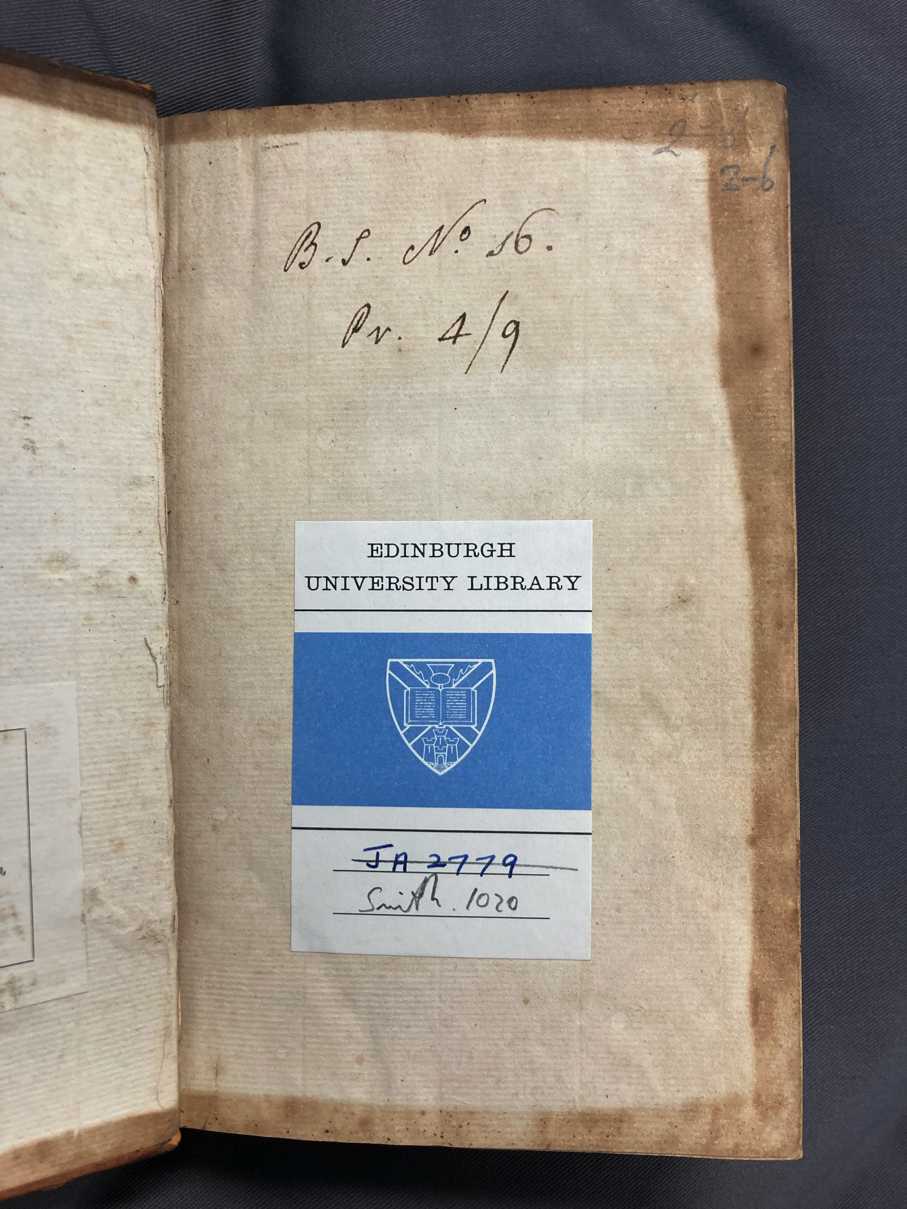 2-6
B.S. No. 16.
Pr. 4/9
EDINBURGH
UNIVERSITY LIBRARY
JA 2779
Smith. 1020